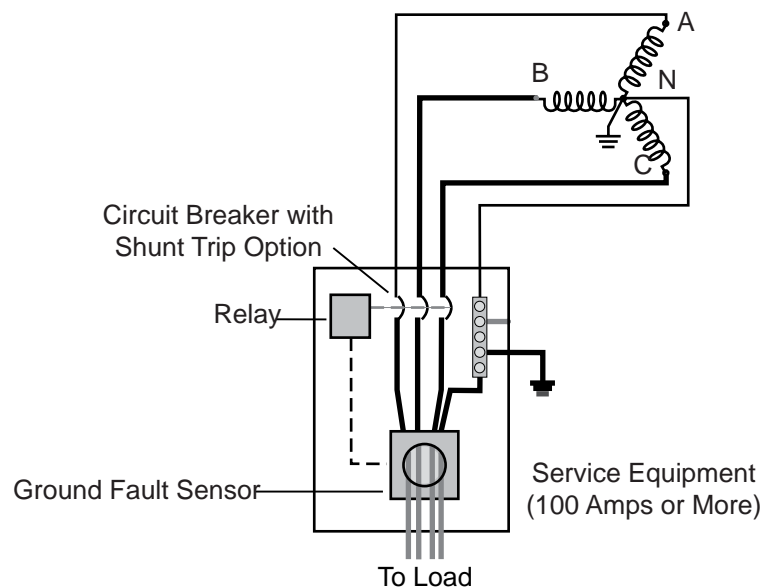 A
B
N
C
Circuit Breaker with
Shunt Trip Option
Relay
Ground Fault Sensor
Service Equipment
(100 Amps or More)
To Load